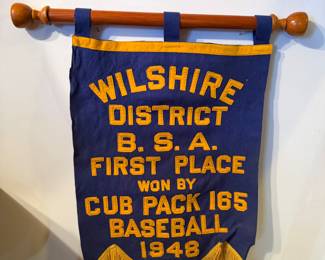 WILSHIRE
DISTRICT
B. S. A.
FIRST PLACE
WON BY
CUB PACK 165
BASEBALL
1948